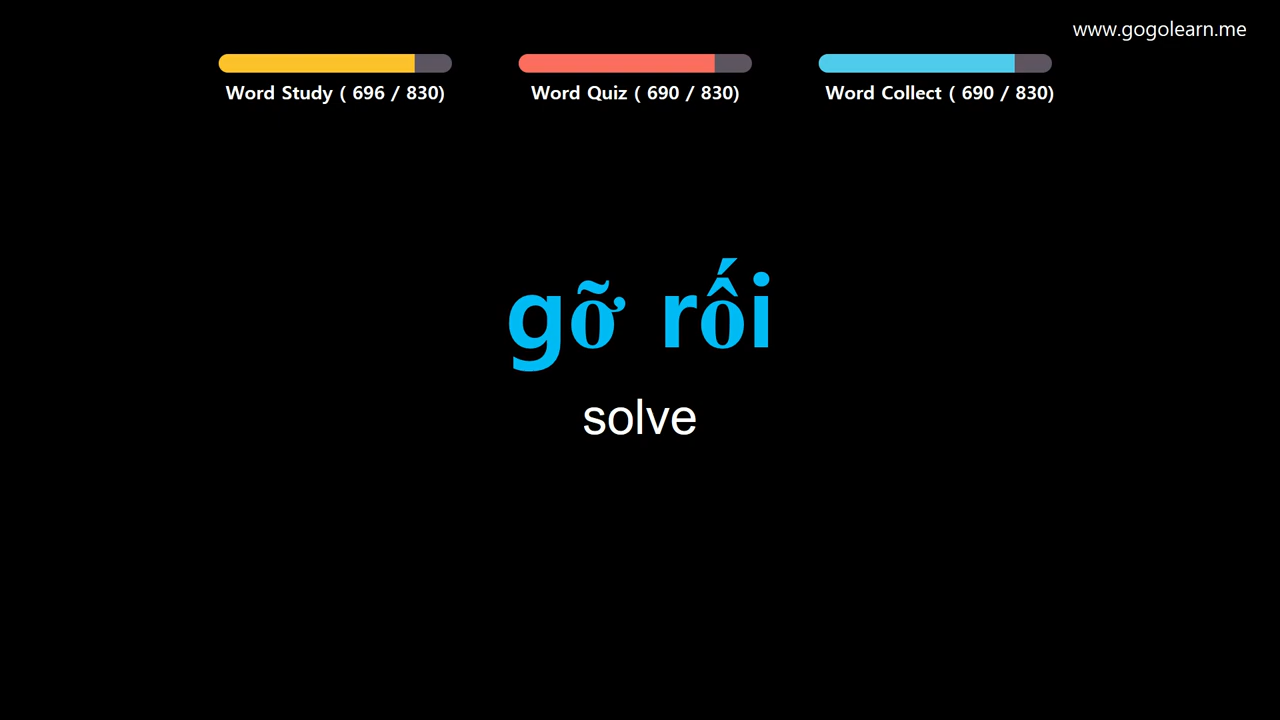 www.gogolearn.me
Word Study ( 696 / 830)
Word Quiz ( 690 / 830)
Word Collect ( 690 / 830)
gỡ rối
solve